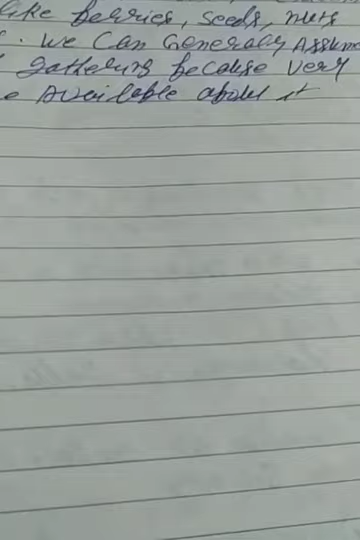 like berries, seeds, nuts
. We Can Generally Assume
gathering because very
e Available about it